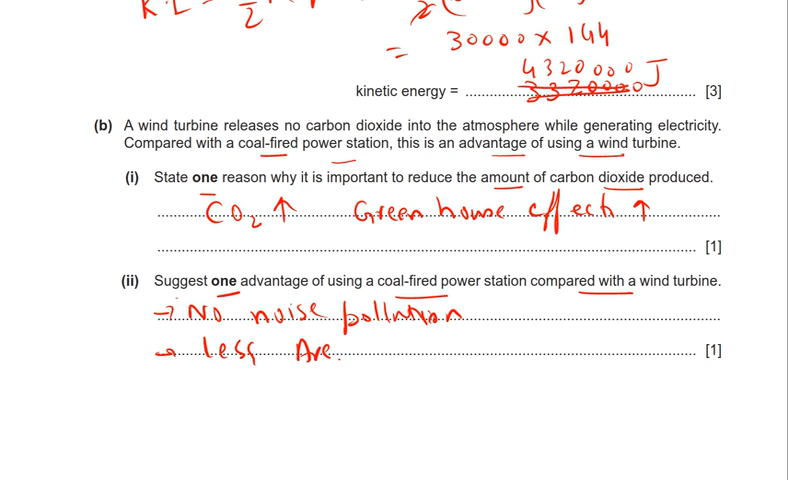 = 30000 x 144
4320000 J
kinetic energy = ........ 3320000 ........ [3]
(b) A wind turbine releases no carbon dioxide into the atmosphere while generating electricity.
Compared with a coal-fired power station, this is an advantage of using a wind turbine.
(i) State one reason why it is important to reduce the amount of carbon dioxide produced.
CO2 ↑ Green house effect ↑
[1]
(ii) Suggest one advantage of using a coal-fired power station compared with a wind turbine.
→ No noise pollution
→ less Are. [1]